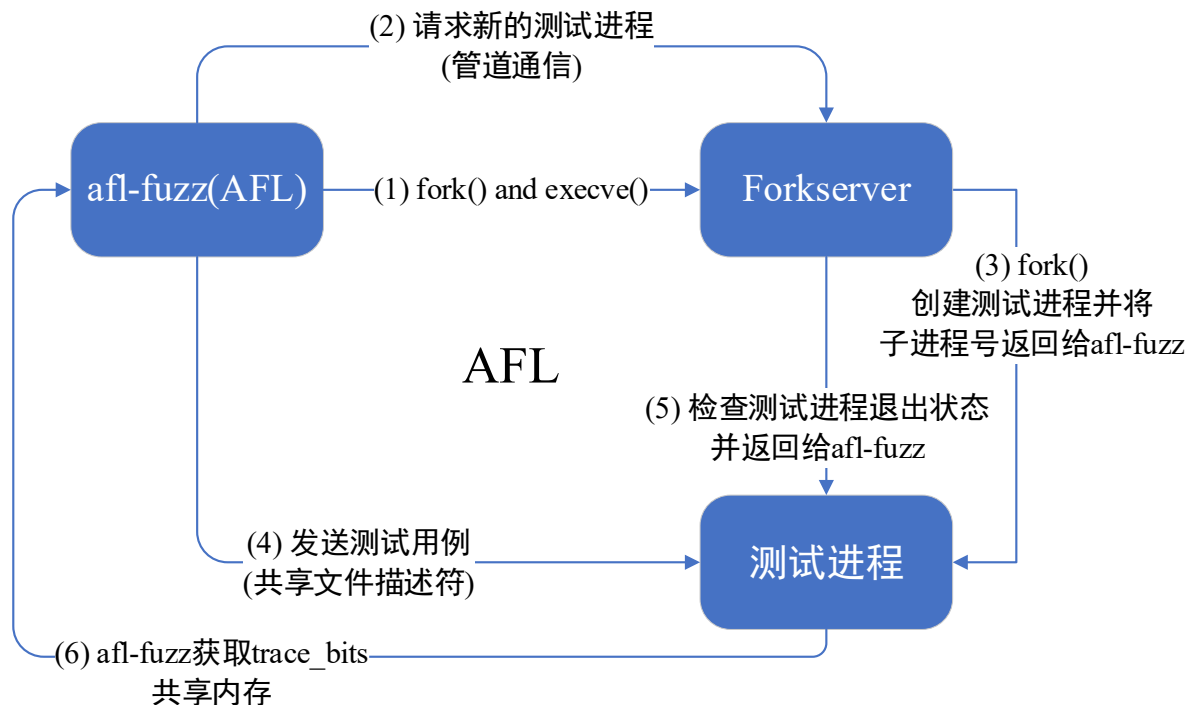 (2) 请求新的测试进程
(管道通信)
afl-fuzz(AFL)
(1) fork() and execve()
Forkserver
(3) fork()
创建测试进程并将
子进程号返回给afl-fuzz
AFL
(5) 检查测试进程退出状态
并返回给afl-fuzz
(4) 发送测试用例
(共享文件描述符)
测试进程
(6) afl-fuzz获取trace_bits
共享内存